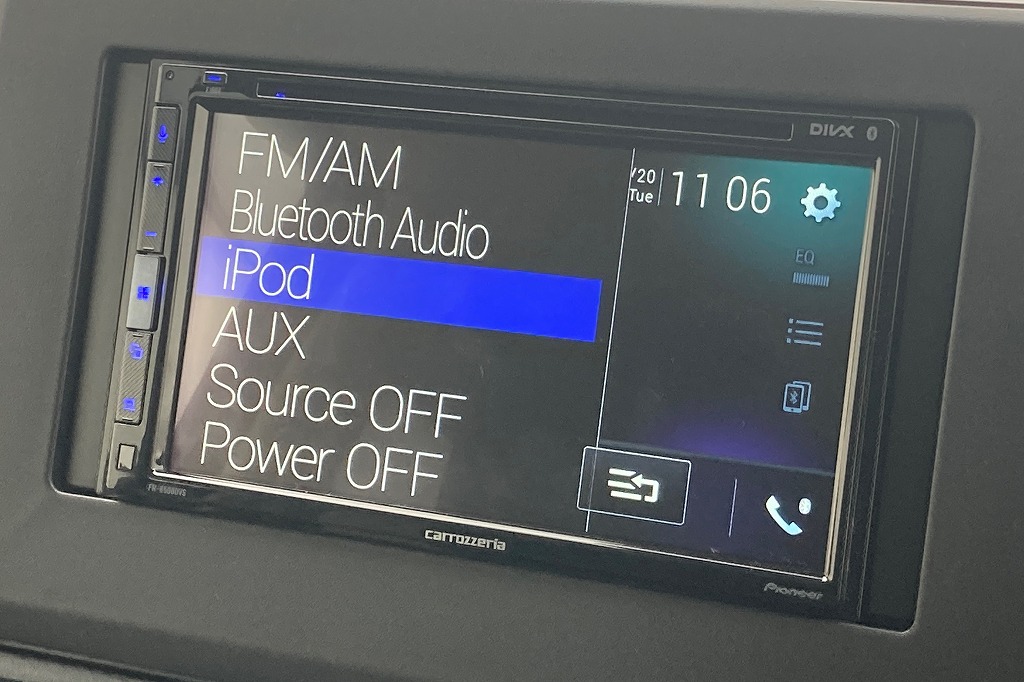 DIVX
FM/AM
Bluetooth Audio
iPod
AUX
Source OFF
Power OFF
/20
Tue
11 06
EQ
carrozzeria
Pioneer